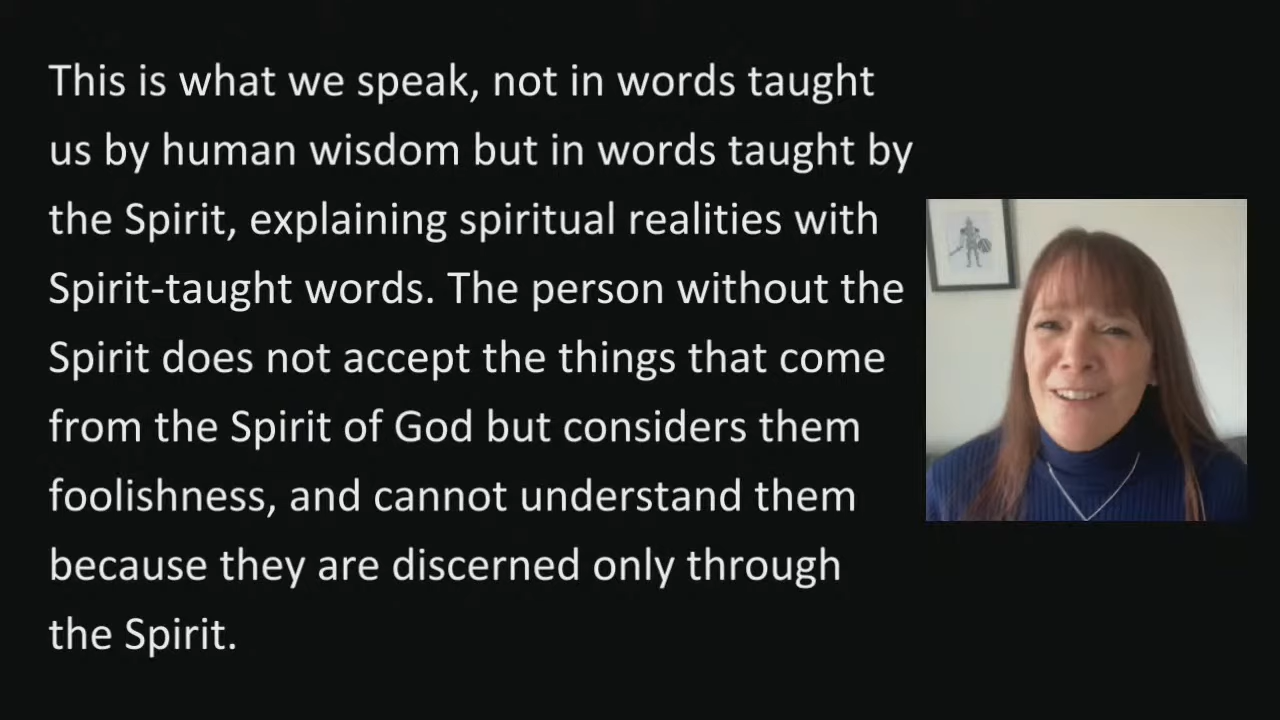 This is what we speak, not in words taught
us by human wisdom but in words taught by
the Spirit, explaining spiritual realities with
Spirit-taught words. The person without the
Spirit does not accept the things that come
from the Spirit of God but considers them
foolishness, and cannot understand them
because they are discerned only through
the Spirit.